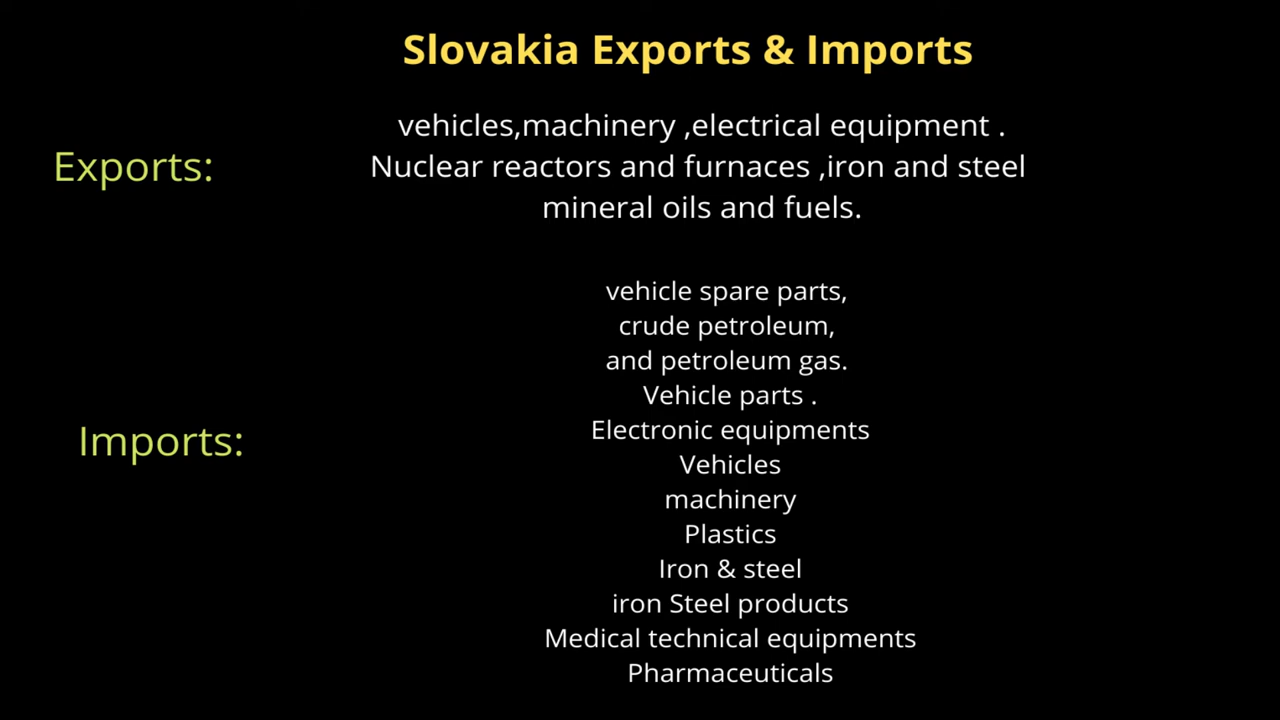 Slovakia Exports & Imports
Exports:
vehicles,machinery ,electrical equipment .
Nuclear reactors and furnaces ,iron and steel
mineral oils and fuels.
Imports:
vehicle spare parts,
crude petroleum,
and petroleum gas.
Vehicle parts .
Electronic equipments
Vehicles
machinery
Plastics
Iron & steel
iron Steel products
Medical technical equipments
Pharmaceuticals